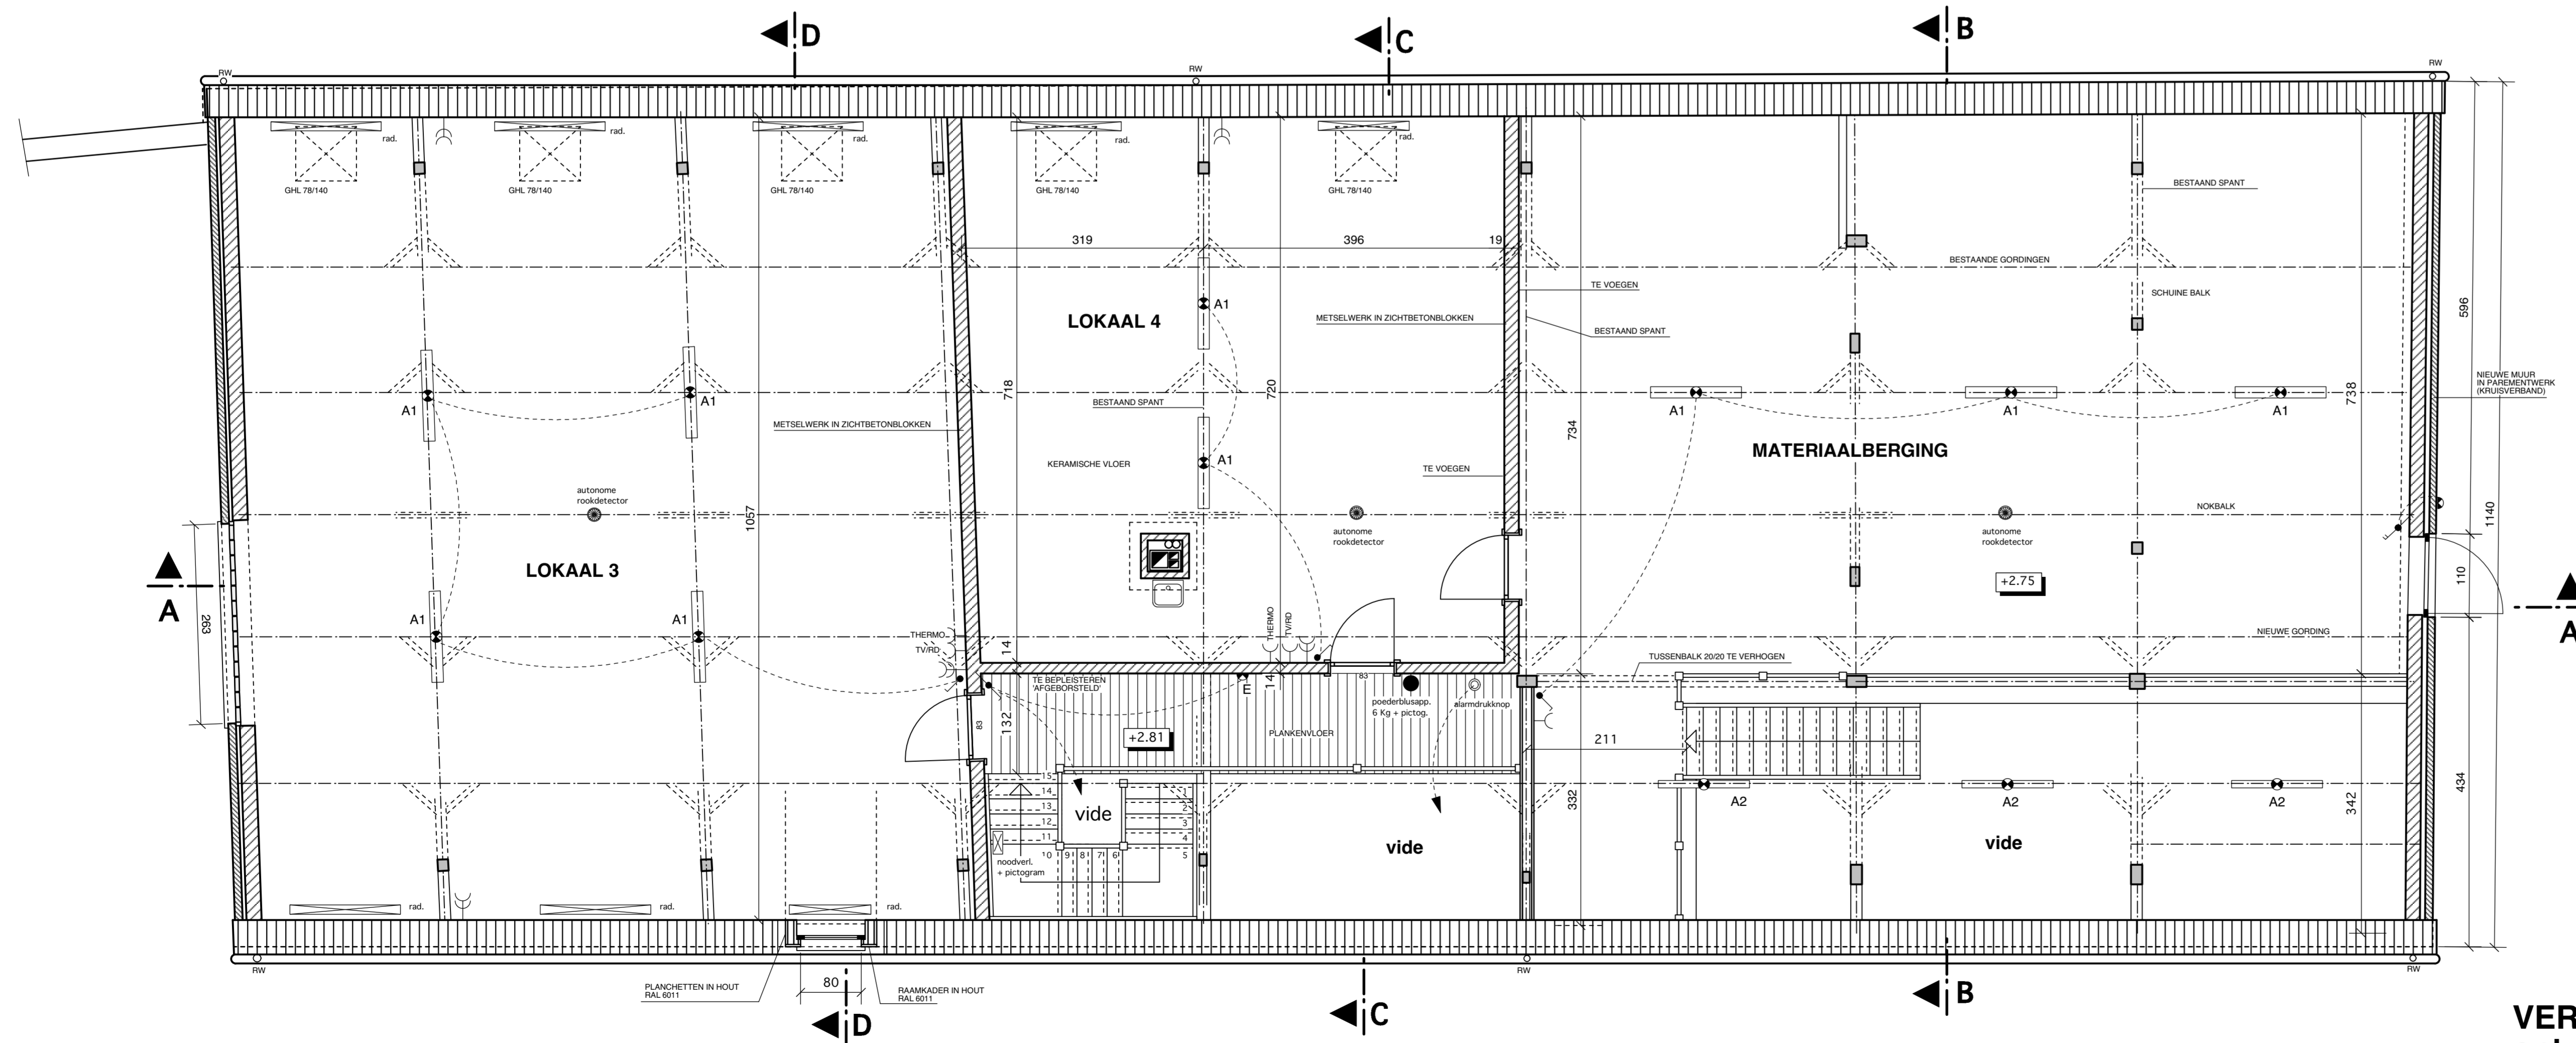 D
C
B
RW
RW
RW
rad.
rad.
rad.
rad.
rad.
GHL 78/140
GHL 78/140
GHL 78/140
GHL 78/140
GHL 78/140
BESTAAND SPANT
319
396
19
BESTAANDE GORDINGEN
TE VOEGEN
SCHUINE BALK
596
A1
LOKAAL 4
METSELWERK IN ZICHTBETONBLOKKEN
BESTAAND SPANT
NIEUWE MUUR
IN PAREMENTWERK
(KRUISVERBAND)
718
720
738
BESTAAND SPANT
A1
A1
A1
A1
A1
METSELWERK IN ZICHTBETONBLOKKEN
734
MATERIAALBERGING
KERAMISCHE VLOER
A1
TE VOEGEN
autonome
rookdetector
1057
NOKBALK
1140
autonome
rookdetector
autonome
rookdetector
LOKAAL 3
+2.75
110
A
A
263
A1
A1
THERMO
TV/RD
THERMO
TV/RD
NIEUWE GORDING
14
TUSSENBALK 20/20 TE VERHOGEN
TE BEPLEISTEREN
'AFGEBORSTELD'
E
14
83
poederblusapp.
6 Kg + pictog.
alarmdrukknop
83
132
+2.81
PLANKENVLOER
211
15
14
13
12
11
10
9
8
7
6
1
2
3
4
5
vide
noodverl.
+ pictogram
vide
332
A2
A2
A2
vide
342
434
rad.
rad.
rad.
RW
RW
RW
PLANCHETTEN IN HOUT
RAL 6011
80
RAAMKADER IN HOUT
RAL 6011
D
C
B
VER